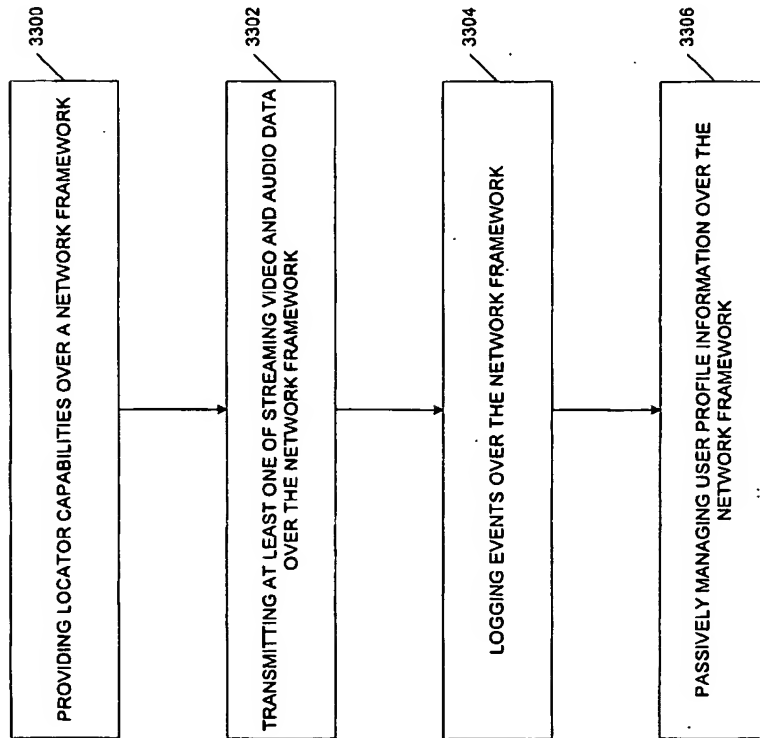 3300
PROVIDING LOCATOR CAPABILITIES OVER A NETWORK FRAMEWORK
3302
TRANSMITTING AT LEAST ONE OF STREAMING VIDEO AND AUDIO DATA
OVER THE NETWORK FRAMEWORK
3304
LOGGING EVENTS OVER THE NETWORK FRAMEWORK
3306
PASSIVELY MANAGING USER PROFILE INFORMATION OVER THE
NETWORK FRAMEWORK